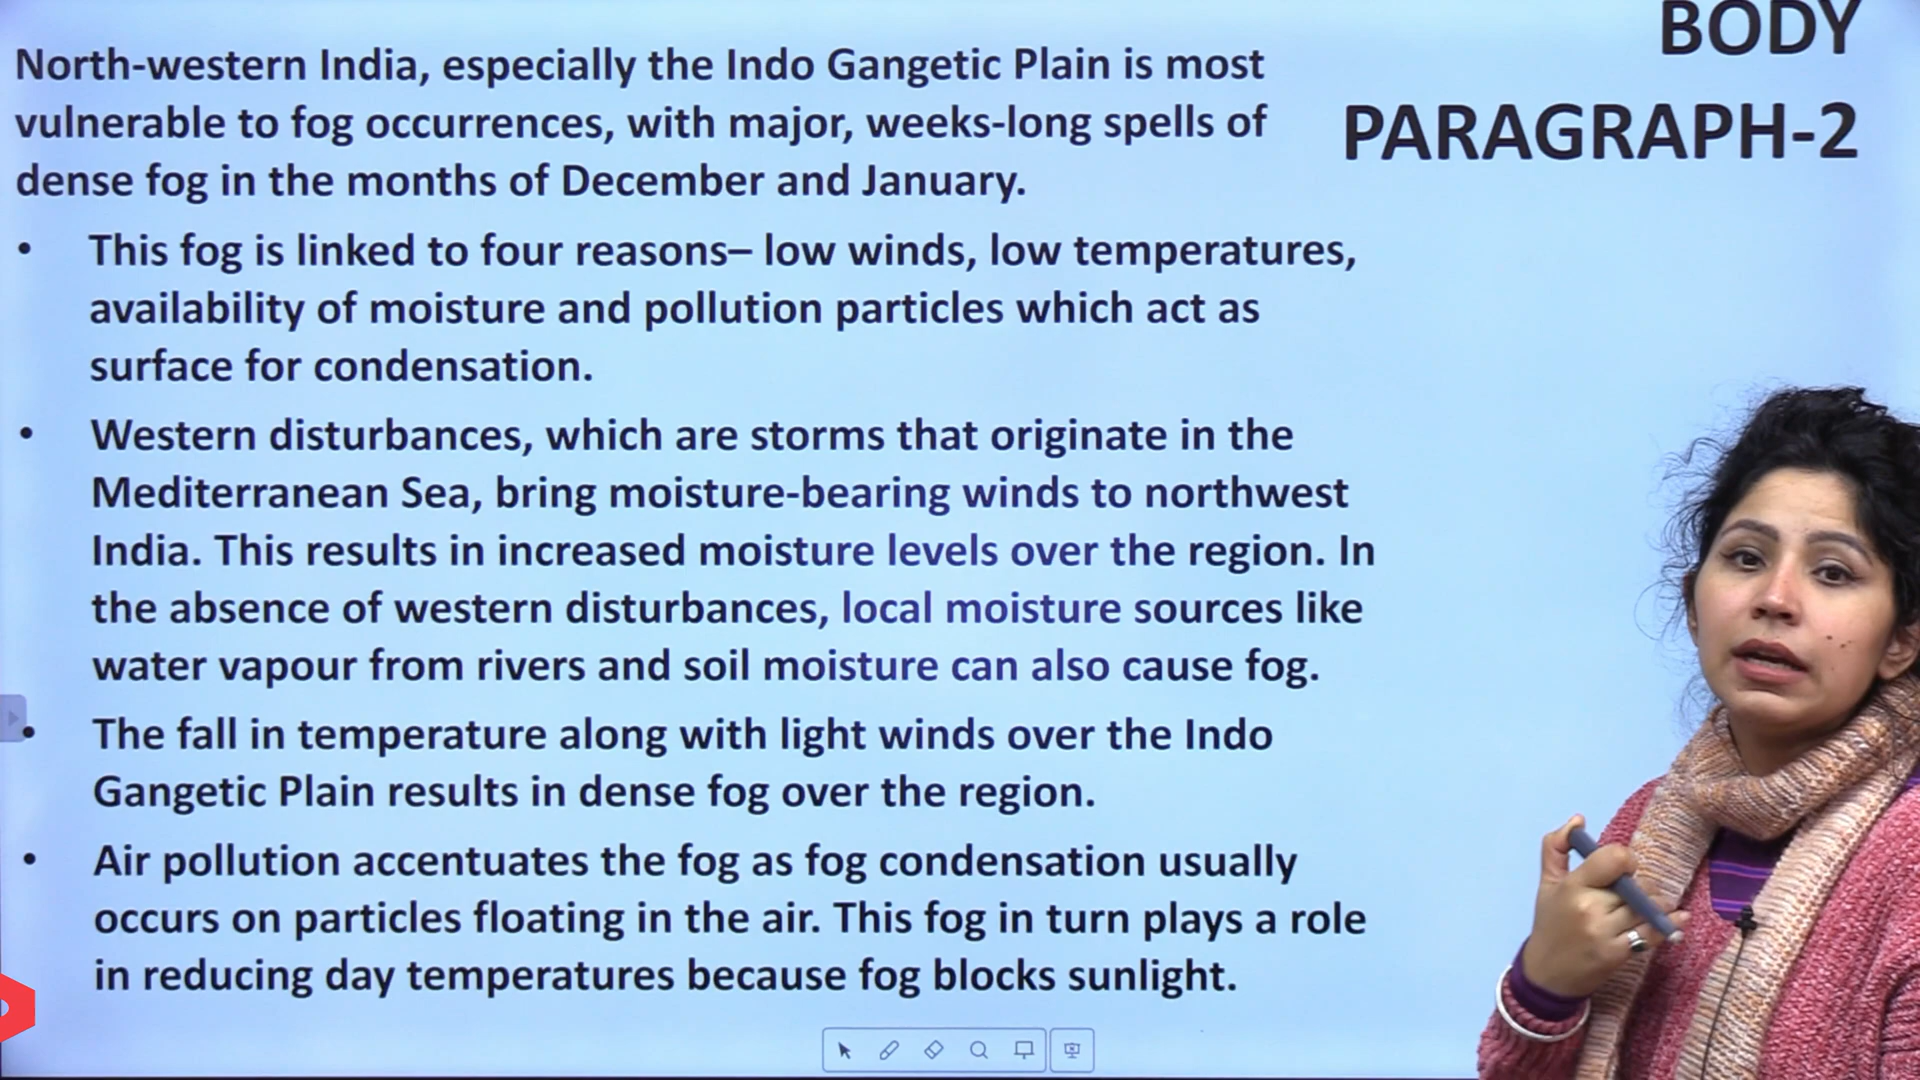 BODY
PARAGRAPH-2
North-western India, especially the Indo Gangetic Plain is most
vulnerable to fog occurrences, with major, weeks-long spells of
dense fog in the months of December and January.
• This fog is linked to four reasons– low winds, low temperatures,
availability of moisture and pollution particles which act as
surface for condensation.
• Western disturbances, which are storms that originate in the
Mediterranean Sea, bring moisture-bearing winds to northwest
India. This results in increased moisture levels over the region. In
the absence of western disturbances, local moisture sources like
water vapour from rivers and soil moisture can also cause fog.
• The fall in temperature along with light winds over the Indo
Gangetic Plain results in dense fog over the region.
• Air pollution accentuates the fog as fog condensation usually
occurs on particles floating in the air. This fog in turn plays a role
in reducing day temperatures because fog blocks sunlight.